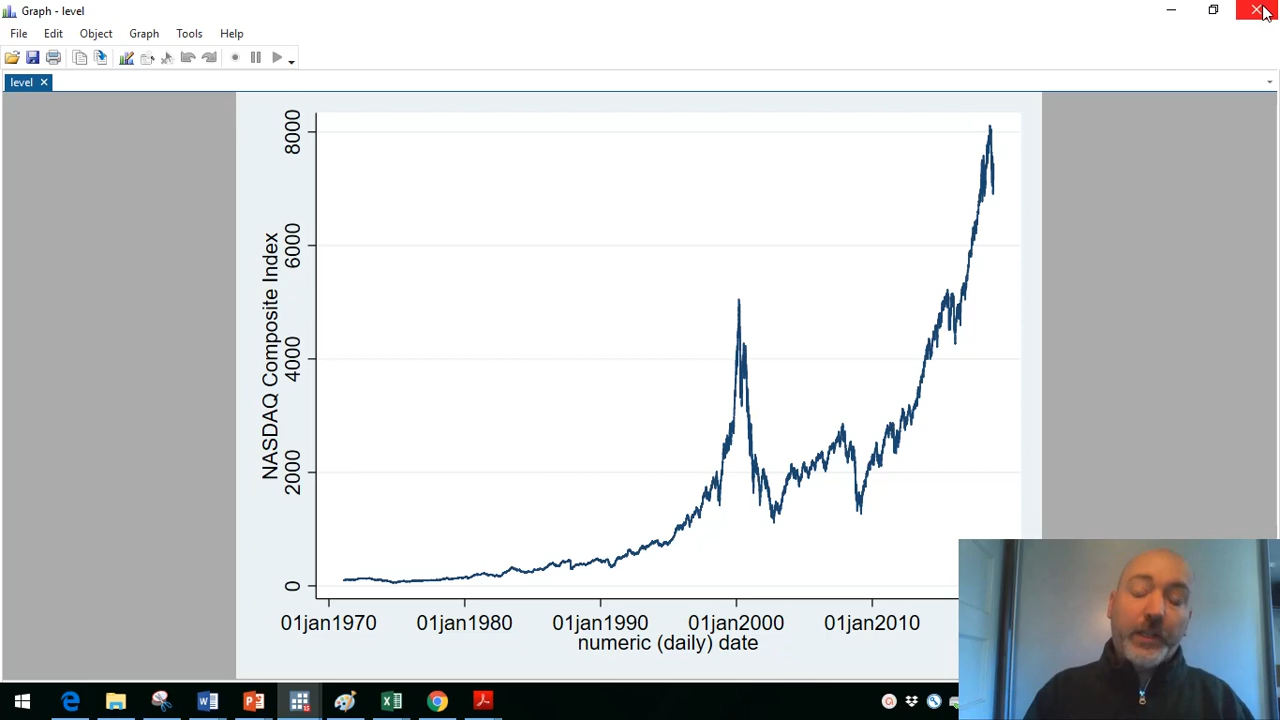 Graph - level
File Edit Object Graph Tools Help
level
8000
6000
4000
2000
0
NASDAQ Composite Index
01jan1970 01jan1980 01jan1990 01jan2000 01jan2010
numeric (daily) date